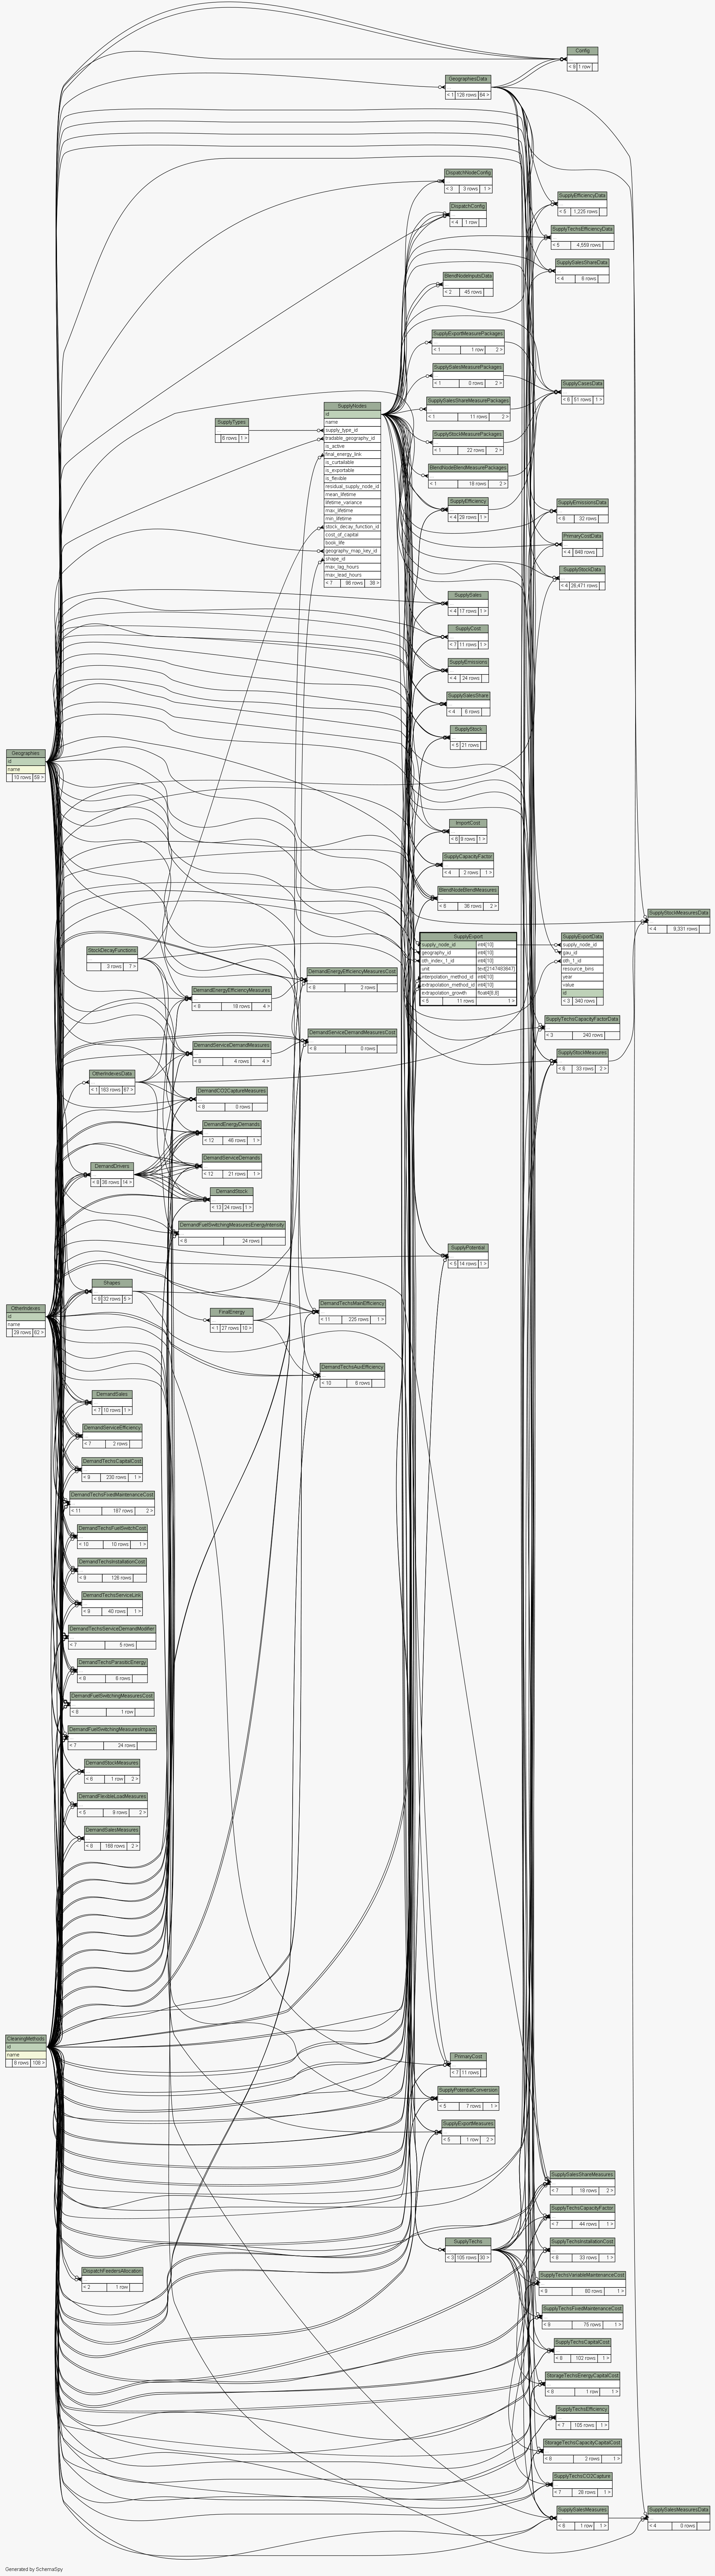 Config
< 9 1 row
GeographiesData
< 1 128 rows 84 >
DispatchNodeConfig
< 3 3 rows 1 >
SupplyEfficiencyData
< 5 1,225 rows
DispatchConfig
< 4 1 row
SupplyTechsEfficiencyData
< 5 4,559 rows
SupplySalesShareData
< 4 8 rows
BlendNodeInputsData
< 2 45 rows
SupplyExportMeasurePackages
< 1 1 row 2 >
SupplySalesMeasurePackages
< 1 0 rows 2 >
SupplyCasesData
< 6 51 rows 1 >
SupplySalesShareMeasurePackages
< 1 11 rows 2 >
SupplyNodes
id
name
supply_type_id
tradable_geography_id
is_active
final_energy_link
is_curtailable
is_exportable
is_flexible
residual_supply_node_id
mean_lifetime
lifetime_variance
max_lifetime
min_lifetime
stock_decay_function_id
cost_of_capital
book_life
geography_map_key_id
shape_id
max_lag_hours
max_lead_hours
< 7 86 rows 38 >
SupplyTypes
6 rows 1 >
SupplyStockMeasurePackages
< 1 22 rows 2 >
BlendNodeBlendMeasurePackages
< 1 18 rows 2 >
SupplyEfficiency
< 4 29 rows 1 >
SupplyEmissionsData
< 6 32 rows
PrimaryCostData
< 4 848 rows
SupplyStockData
< 4 26,471 rows
SupplySales
< 4 17 rows 1 >
SupplyCost
< 7 11 rows 1 >
SupplyEmissions
< 4 24 rows
SupplySalesShare
< 4 6 rows
SupplyStock
< 5 21 rows
Geographies
id
name
10 rows 59 >
ImportCost
< 6 9 rows 1 >
SupplyCapacityFactor
< 4 2 rows 1 >
BlendNodeBlendMeasures
< 6 36 rows 2 >
SupplyStockMeasuresData
< 4 9,331 rows
SupplyExport
supply_node_id int4[10]
geography_id int4[10]
oth_index_1_id int4[10]
unit text[2147483647]
interpolation_method_id int4[10]
extrapolation_method_id int4[10]
extrapolation_growth float4[8,8]
< 5 11 rows 1 >
SupplyExportData
supply_node_id
gau_id
oth_1_id
resource_bins
year
value
id
< 3 340 rows
StockDecayFunctions
3 rows 7 >
DemandEnergyEfficiencyMeasuresCost
< 8 2 rows
DemandEnergyEfficiencyMeasures
< 8 19 rows 4 >
SupplyTechsCapacityFactorData
< 3 240 rows
DemandServiceDemandMeasuresCost
< 8 0 rows
DemandServiceDemandMeasures
< 8 4 rows 4 >
SupplyStockMeasures
< 6 33 rows 2 >
OtherIndexesData
< 1 163 rows 67 >
DemandCO2CaptureMeasures
< 8 0 rows
DemandEnergyDemands
< 12 46 rows 1 >
DemandServiceDemands
< 12 21 rows 1 >
DemandDrivers
< 8 36 rows 14 >
DemandStock
< 13 24 rows 1 >
DemandFuelSwitchingMeasuresEnergyIntensity
< 8 24 rows
SupplyPotential
< 5 14 rows 1 >
Shapes
< 9 32 rows 5 >
OtherIndexes
id
name
29 rows 62 >
FinalEnergy
< 1 27 rows 10 >
DemandTechsMainEfficiency
< 11 225 rows 1 >
DemandTechsAuxEfficiency
< 10 6 rows
DemandSales
< 7 10 rows 1 >
DemandServiceEfficiency
< 7 2 rows
DemandTechsCapitalCost
< 9 230 rows 1 >
DemandTechsFixedMaintenanceCost
< 11 187 rows 2 >
DemandTechsFuelSwitchCost
< 10 10 rows 1 >
DemandTechsInstallationCost
< 9 128 rows
DemandTechsServiceLink
< 9 40 rows 1 >
DemandTechsServiceDemandModifier
< 7 5 rows
DemandTechsParasiticEnergy
< 8 6 rows
DemandFuelSwitchingMeasuresCost
< 8 1 row
DemandFuelSwitchingMeasuresImpact
< 7 24 rows
DemandStockMeasures
< 6 1 row 2 >
DemandFlexibleLoadMeasures
< 5 9 rows 2 >
DemandSalesMeasures
< 8 188 rows 2 >
CleaningMethods
id
name
8 rows 108 >
PrimaryCost
< 7 11 rows
SupplyPotentialConversion
< 5 7 rows 1 >
SupplyExportMeasures
< 5 1 row 2 >
SupplySalesShareMeasures
< 7 18 rows 2 >
SupplyTechsCapacityFactor
< 7 44 rows 1 >
SupplyTechs
< 3 105 rows 30 >
SupplyTechsInstallationCost
< 8 33 rows 1 >
DispatchFeedersAllocation
< 2 1 row
SupplyTechsVariableMaintenanceCost
< 8 60 rows 1 >
SupplyTechsFixedMaintenanceCost
< 8 75 rows 1 >
SupplyTechsCapitalCost
< 8 102 rows 1 >
StorageTechsEnergyCapitalCost
< 8 1 row 1 >
SupplyTechsEfficiency
< 7 105 rows 1 >
StorageTechsCapacityCapitalCost
< 8 2 rows 1 >
SupplyTechsCO2Capture
< 7 28 rows 1 >
SupplySalesMeasures
< 8 1 row 1 >
SupplySalesMeasuresData
< 4 0 rows
Generated by SchemaSpy